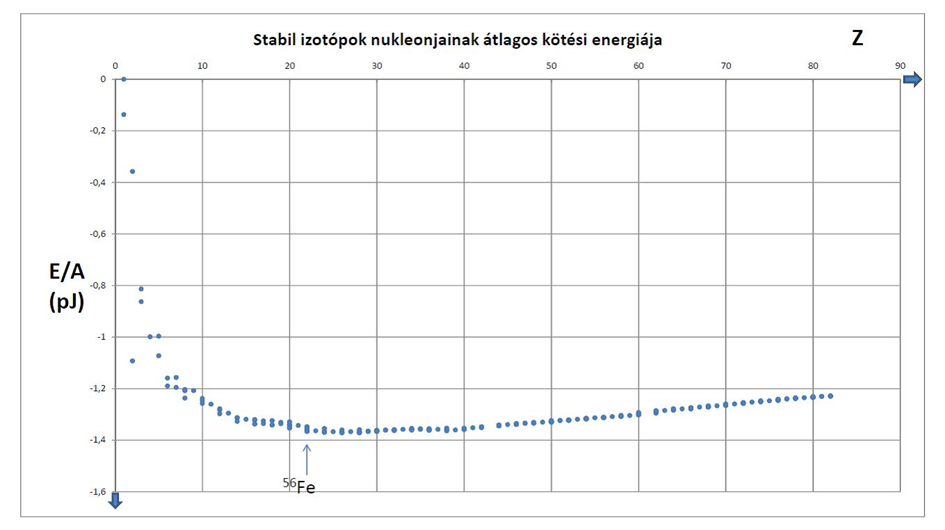 Stabil izotópok nukleonjainak átlagos kötési energiája
Z
0 10 20 30 40 50 60 70 80 90
0
-0,2
-0,4
-0,6
-0,8
E/A
(pJ)
-1
-1,2
-1,4
56Fe
-1,6